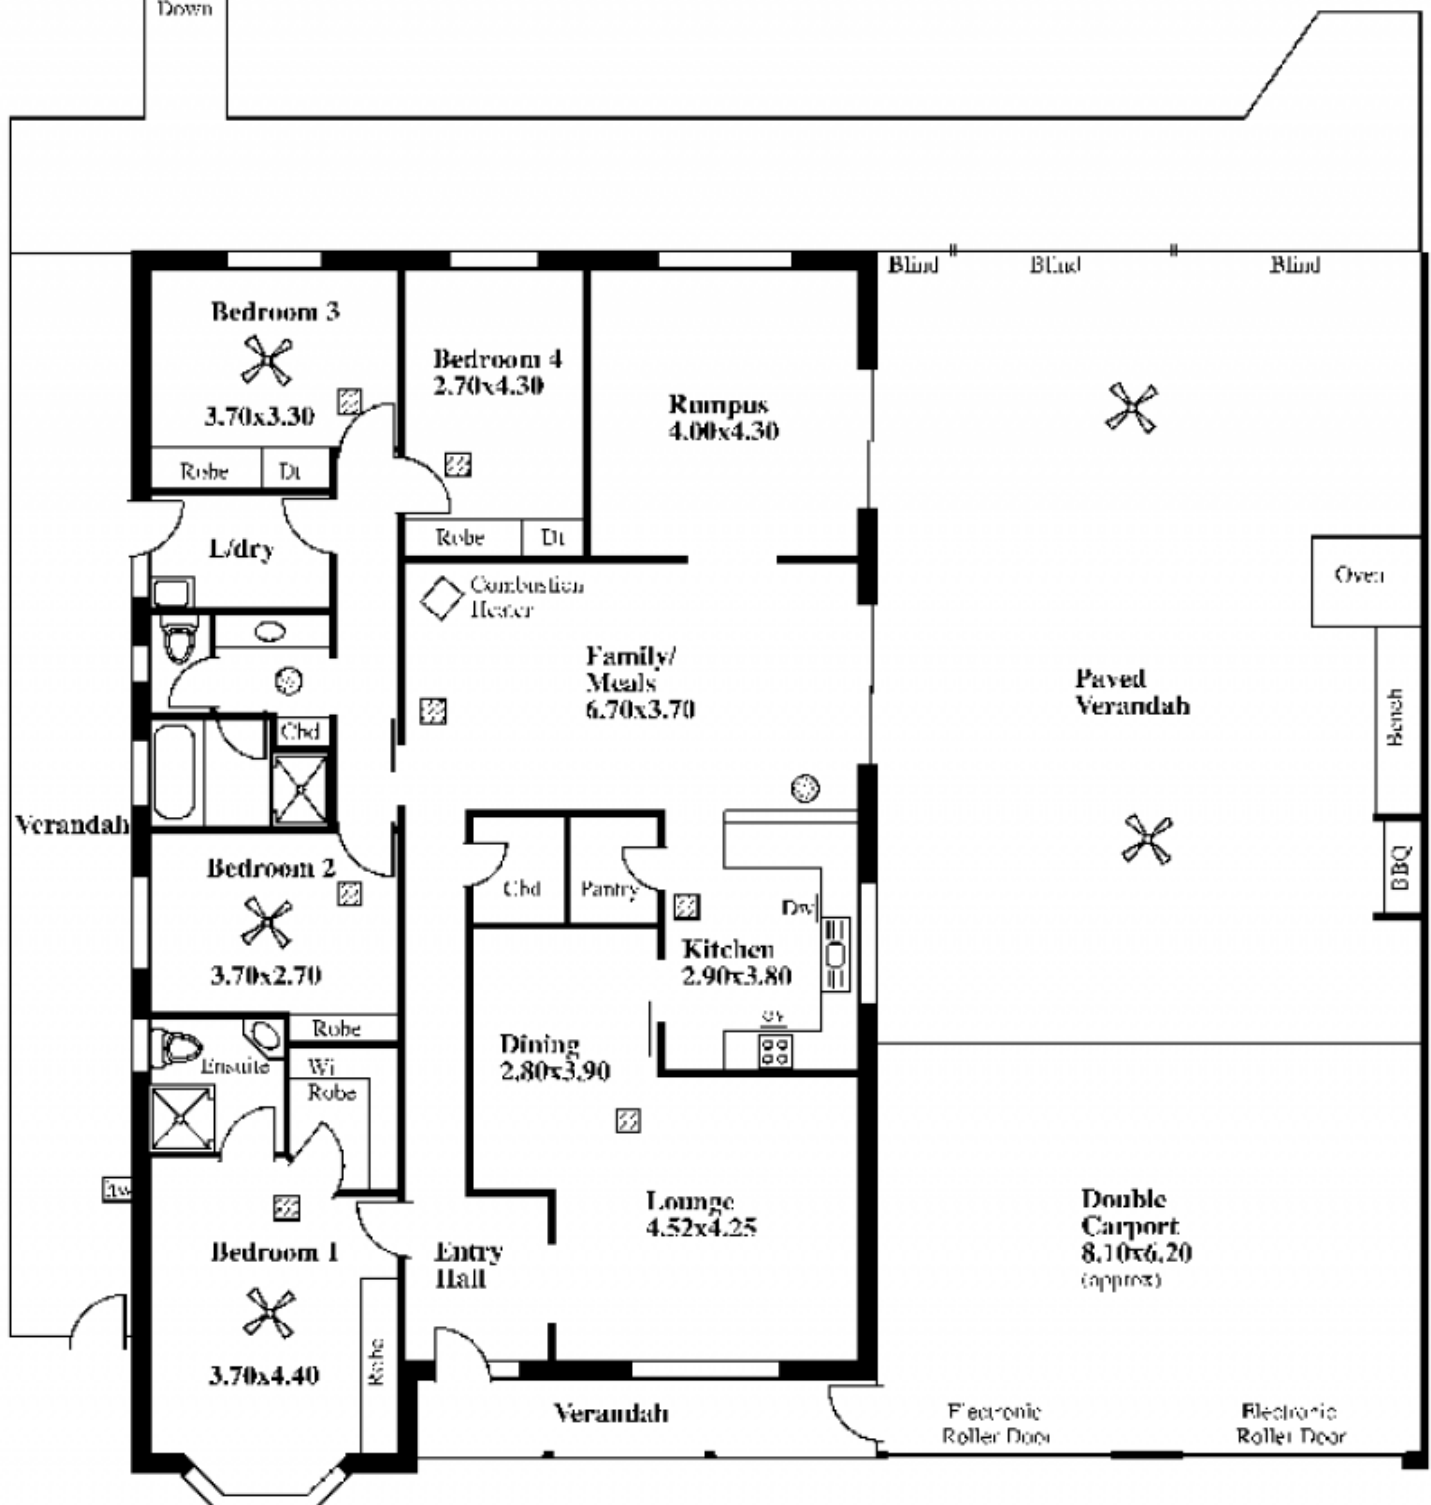 Down
Blind
Blind
Blind
Bedroom 3
3.70x3.30
Robe
Bedroom 4
2.70x4.30
Robe
Rumpus
4.00x4.30
L/dry
Combustion
Heater
Oven
Family/
Meals
6.70x3.70
Paved
Verandah
Bench
Cbd
Verandah
Bedroom 2
3.70x2.70
Robe
Cbd
Pantry
Dw
BBQ
Kitchen
2.90x3.80
Dining
2.80x3.90
Ensuite
Wi
Robe
Lounge
4.52x4.25
Double
Carport
8.10x6.20
(approx)
Bedroom 1
3.70x4.40
Robe
Entry
Hall
Verandah
Electronic
Roller Door
Electronic
Roller Door